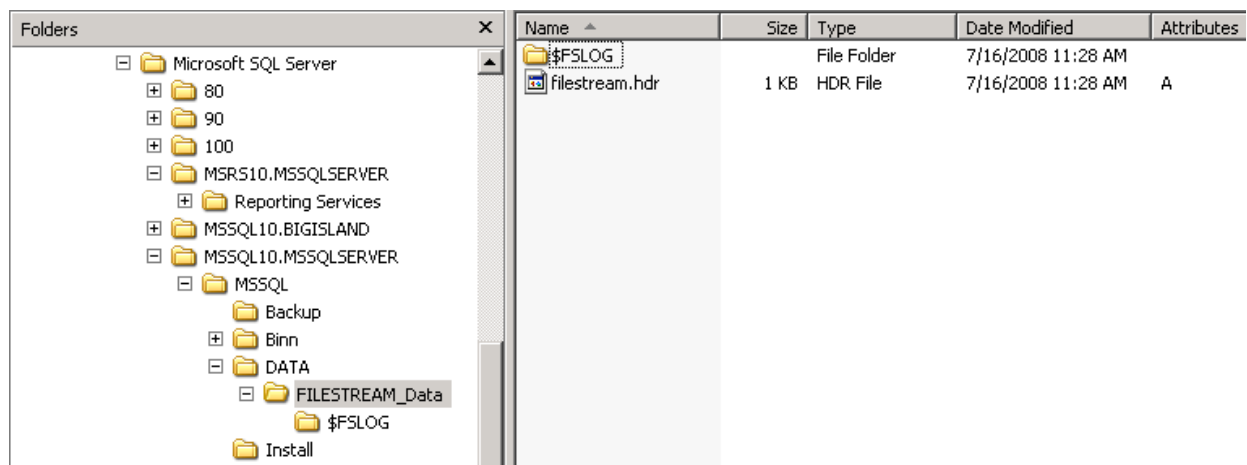 Folders
Microsoft SQL Server
80
90
100
MSRS10.MSSQLSERVER
Reporting Services
MSSQL10.BIGISLAND
MSSQL10.MSSQLSERVER
MSSQL
Backup
Binn
DATA
FILESTREAM_Data
$FSLOG
Install
Name Size Type Date Modified Attributes
$FSLOG File Folder 7/16/2008 11:28 AM
filestream.hdr 1 KB HDR File 7/16/2008 11:28 AM A